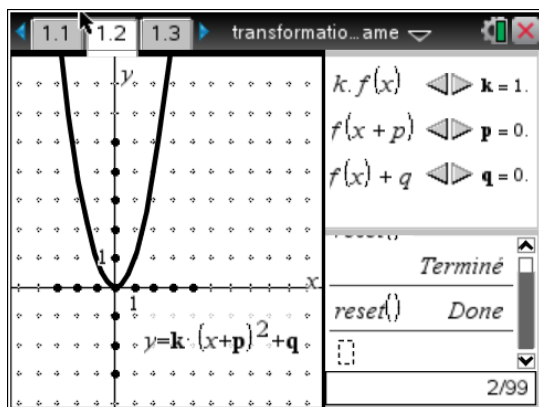 1.1 1.2 1.3 transformatio...ame
y
k.f(x) k = 1.
f(x + p) p = 0.
f(x) + q q = 0.
1
x
1
y=k·(x+p)²+q
reset()
Terminé
reset() Done
2/99